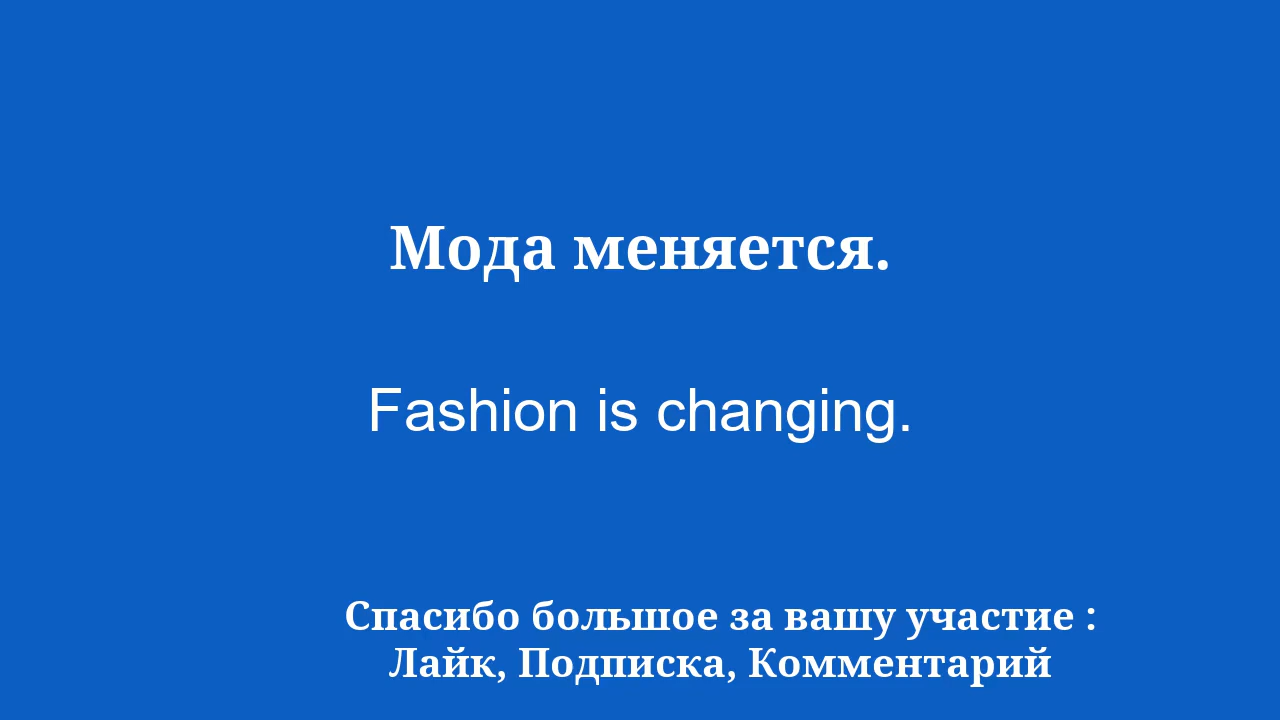 Мода меняется.
Fashion is changing.
Спасибо большое за вашу участие :
Лайк, Подписка, Комментарий